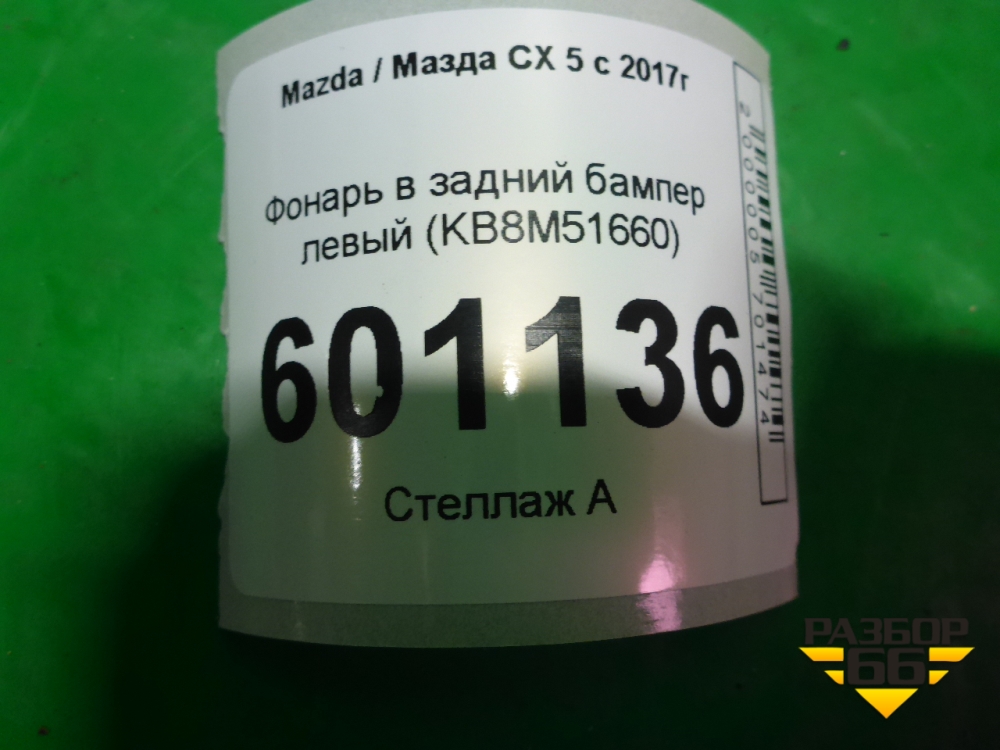 Mazda / Мазда CX 5 с 2017г
Фонарь в задний бампер
левый (KB8M51660)
601136
Стеллаж А
2000005701474
РАЗБОР
66